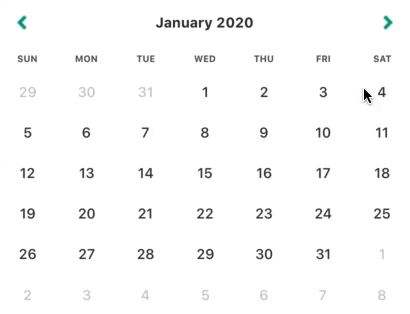 January 2020
SUN MON TUE WED THU FRI SAT
29 30 31 1 2 3 4
5 6 7 8 9 10 11
12 13 14 15 16 17 18
19 20 21 22 23 24 25
26 27 28 29 30 31 1
2 3 4 5 6 7 8